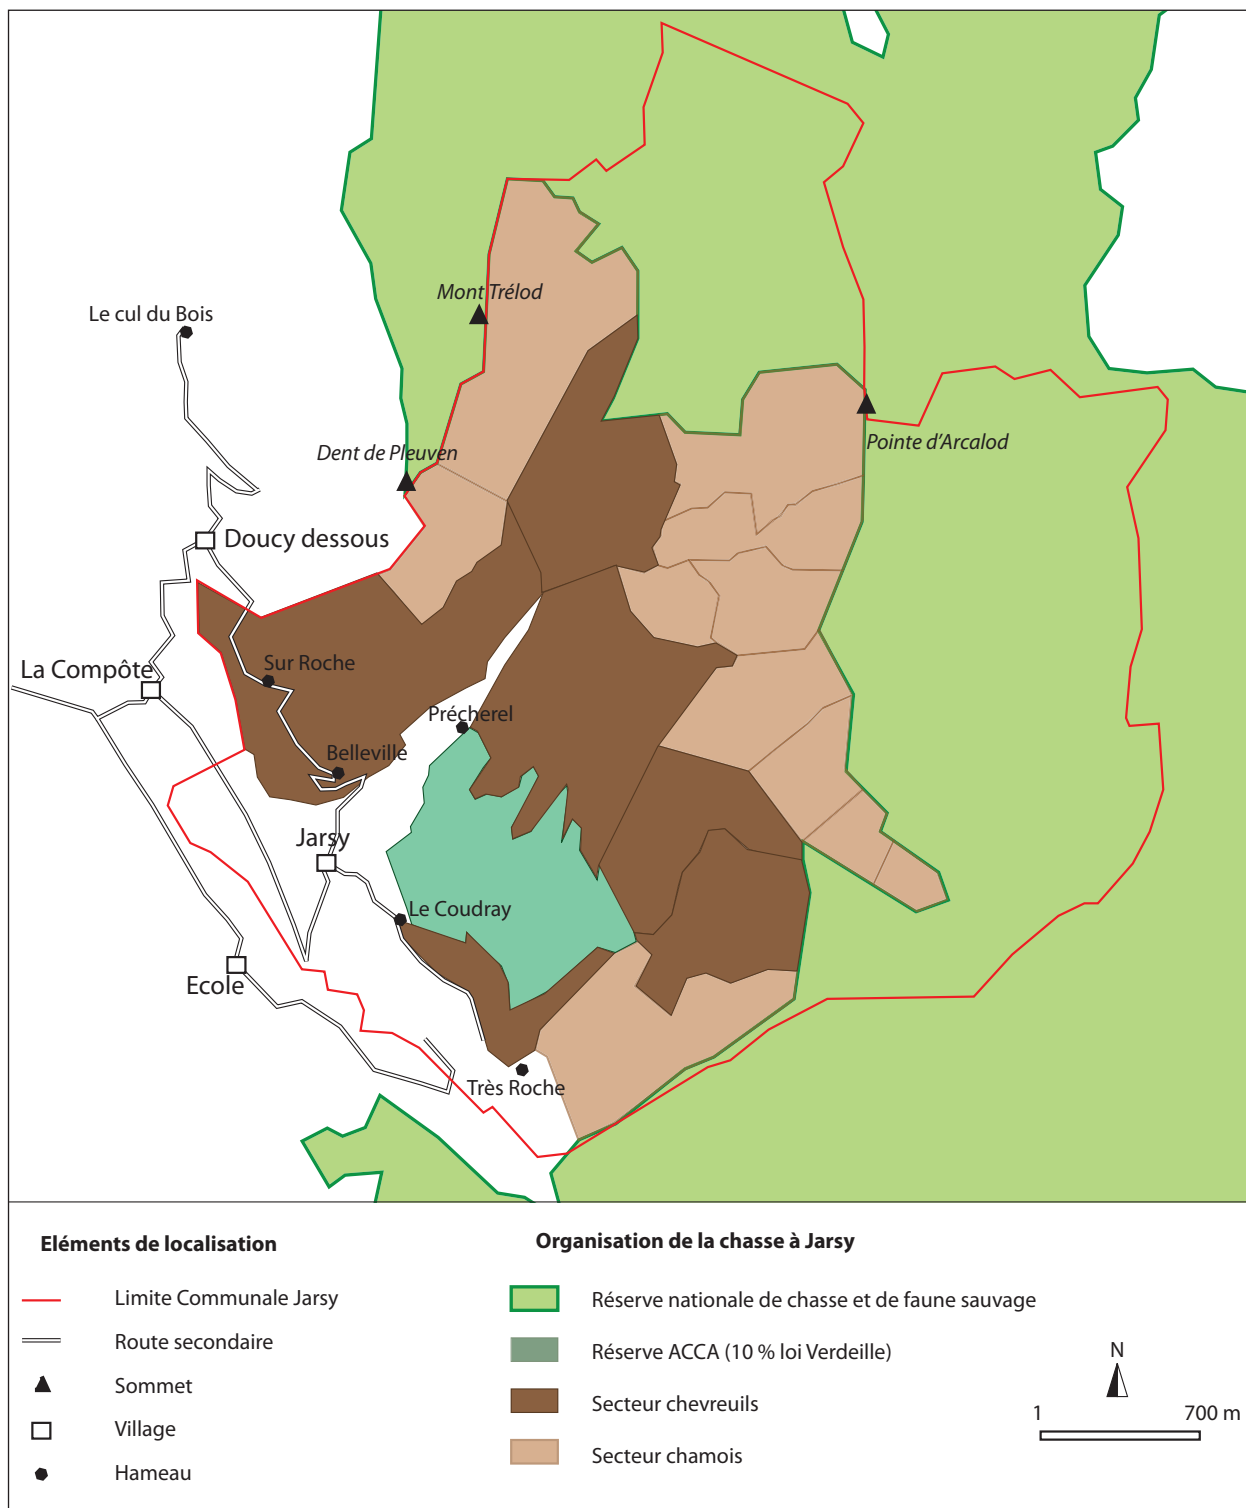 Mont Trélod
Le cul du Bois
Pointe d'Arcalod
Dent de Pleuven
Doucy dessous
La Compôte
Sur Roche
Précherel
Belleville
Jarsy
Le Coudray
Ecole
Très Roche
Eléments de localisation
Limite Communale Jarsy
Route secondaire
Sommet
Village
Hameau
Organisation de la chasse à Jarsy
Réserve nationale de chasse et de faune sauvage
Réserve ACCA (10 % loi Verdeille)
Secteur chevreuils
Secteur chamois
N
1 700 m